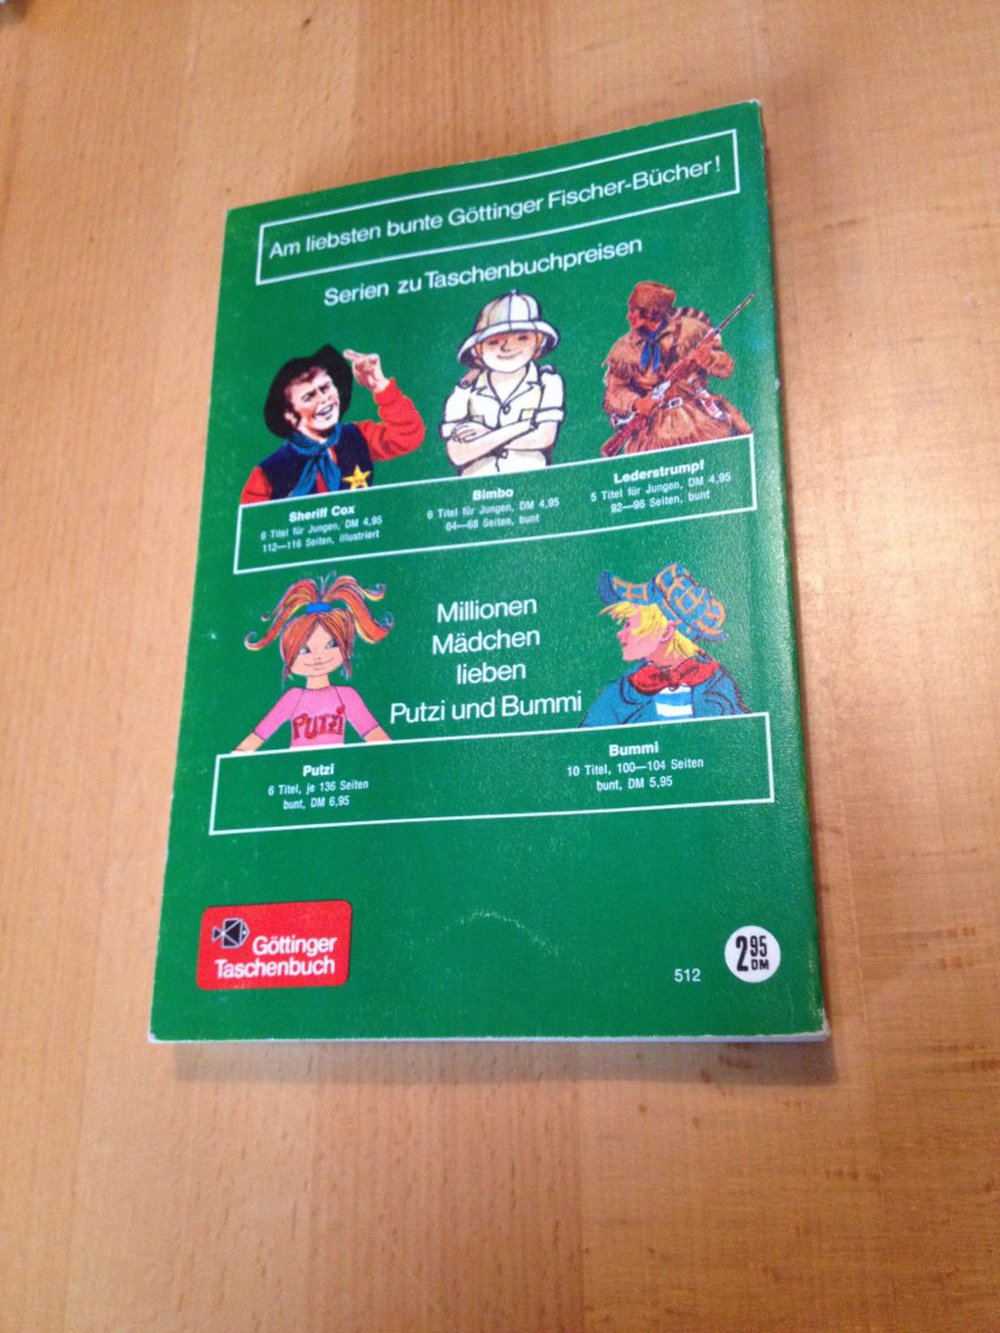 Am liebsten bunte Göttinger Fischer-Bücher!
Serien zu Taschenbuchpreisen
Sheriff Cox
6 Titel für Jungen, DM 4,95
112—116 Seiten, illustriert
Bimbo
6 Titel für Jungen, DM 4,95
64—68 Seiten, bunt
Lederstrumpf
5 Titel für Jungen, DM 4,95
92—96 Seiten, bunt
Millionen
Mädchen
lieben
Putzi und Bummi
PUTZI
Putzi
6 Titel, je 136 Seiten
bunt, DM 6,95
Bummi
10 Titel, 100—104 Seiten
bunt, DM 5,95
Göttinger
Taschenbuch
512
2 95
DM